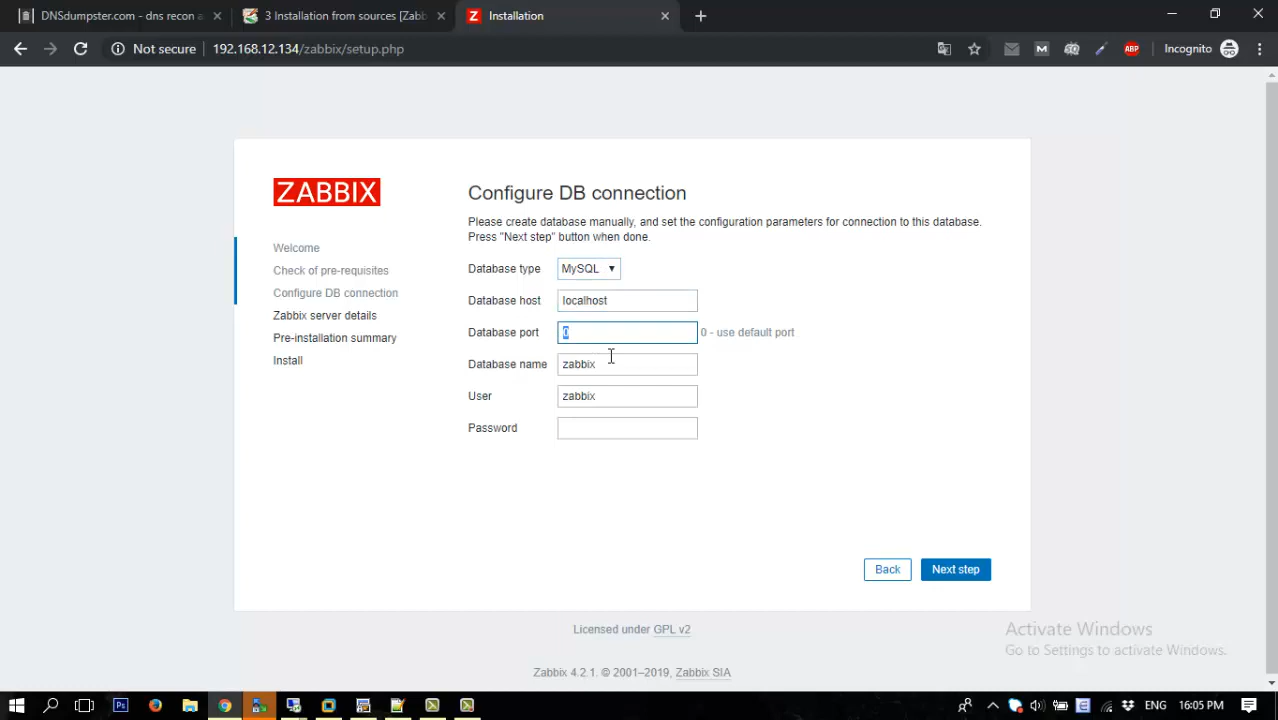 DNSdumpster.com - dns recon a
3 Installation from sources [Zabb
Installation
Not secure
192.168.12.134/zabbix/setup.php
M
ABP
Incognito
ZABBIX
Welcome
Check of pre-requisites
Configure DB connection
Zabbix server details
Pre-installation summary
Install
Configure DB connection
Please create database manually, and set the configuration parameters for connection to this database.
Press "Next step" button when done.
Database type MySQL
Database host localhost
Database port 0 0 - use default port
Database name zabbix
User zabbix
Password
Back Next step
Licensed under GPL v2
Zabbix 4.2.1. © 2001–2019, Zabbix SIA
Activate Windows
Go to Settings to activate Windows.
Ps
ENG 16:05 PM